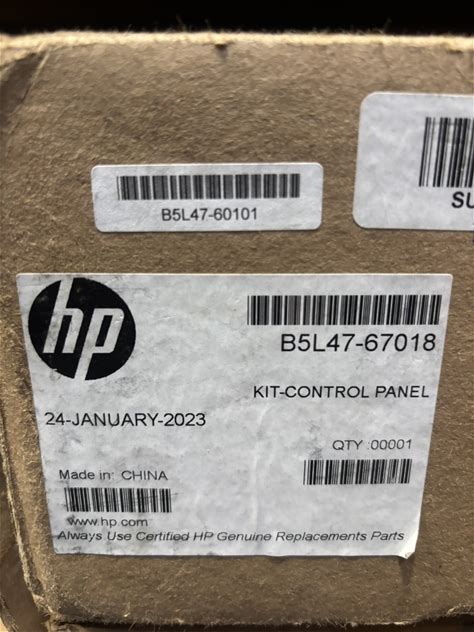 B5L47-60101
SU
hp
B5L47-67018
KIT-CONTROL PANEL
24-JANUARY-2023
QTY :00001
Made in: CHINA
www.hp.com
Always Use Certified HP Genuine Replacements Parts